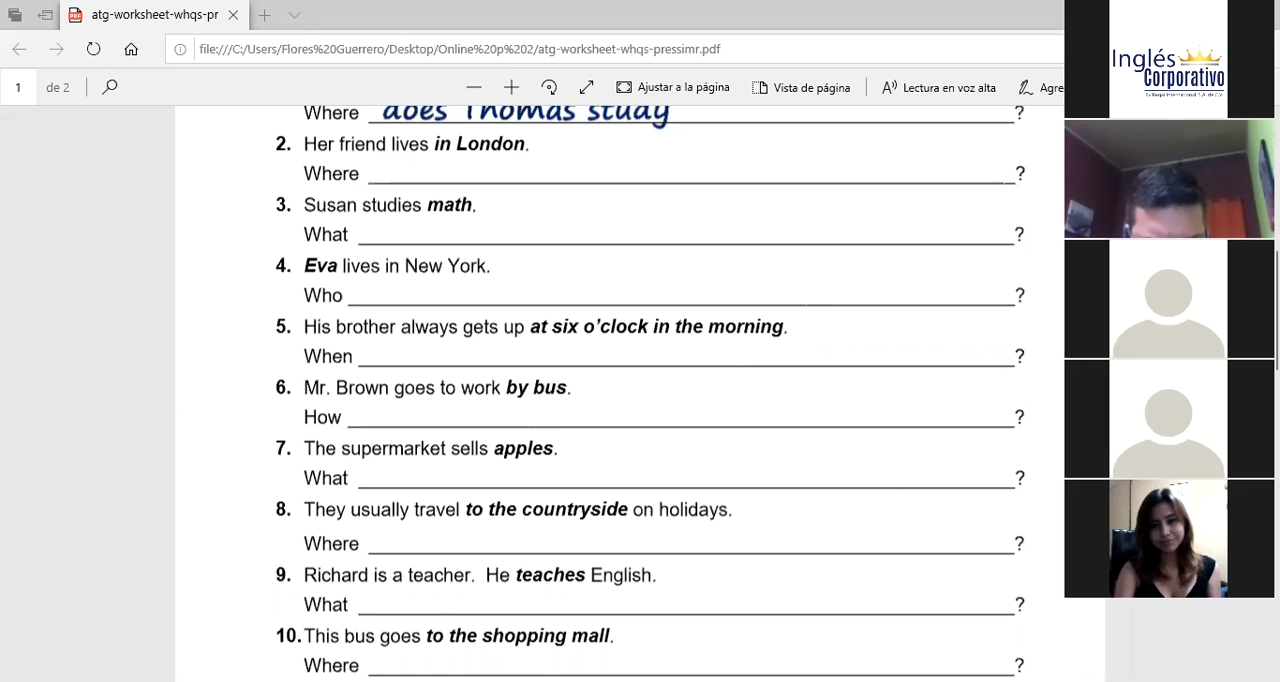 atg-worksheet-whqs-pr
file:///C:/Users/Flores%20Guerrero/Desktop/Online%20p%202/atg-worksheet-whqs-pressimr.pdf
1 de 2 Ajustar a la página Vista de página Lectura en voz alta Agre
Inglés
Corporativo
Where does Thomas study ?
2. Her friend lives in London.
Where ?
3. Susan studies math.
What ?
4. Eva lives in New York.
Who ?
5. His brother always gets up at six o’clock in the morning.
When ?
6. Mr. Brown goes to work by bus.
How ?
7. The supermarket sells apples.
What ?
8. They usually travel to the countryside on holidays.
Where ?
9. Richard is a teacher. He teaches English.
What ?
10. This bus goes to the shopping mall.
Where ?